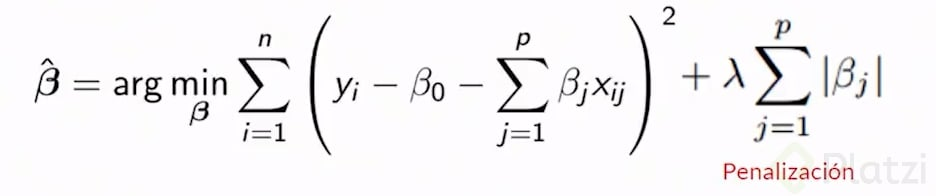 β̂ = arg min_β ∑_{i=1}^{n} ( y_i − β_0 − ∑_{j=1}^{p} β_j x_{ij} )^2 + λ ∑_{j=1}^{p} |β_j|
Penalización
Platzi